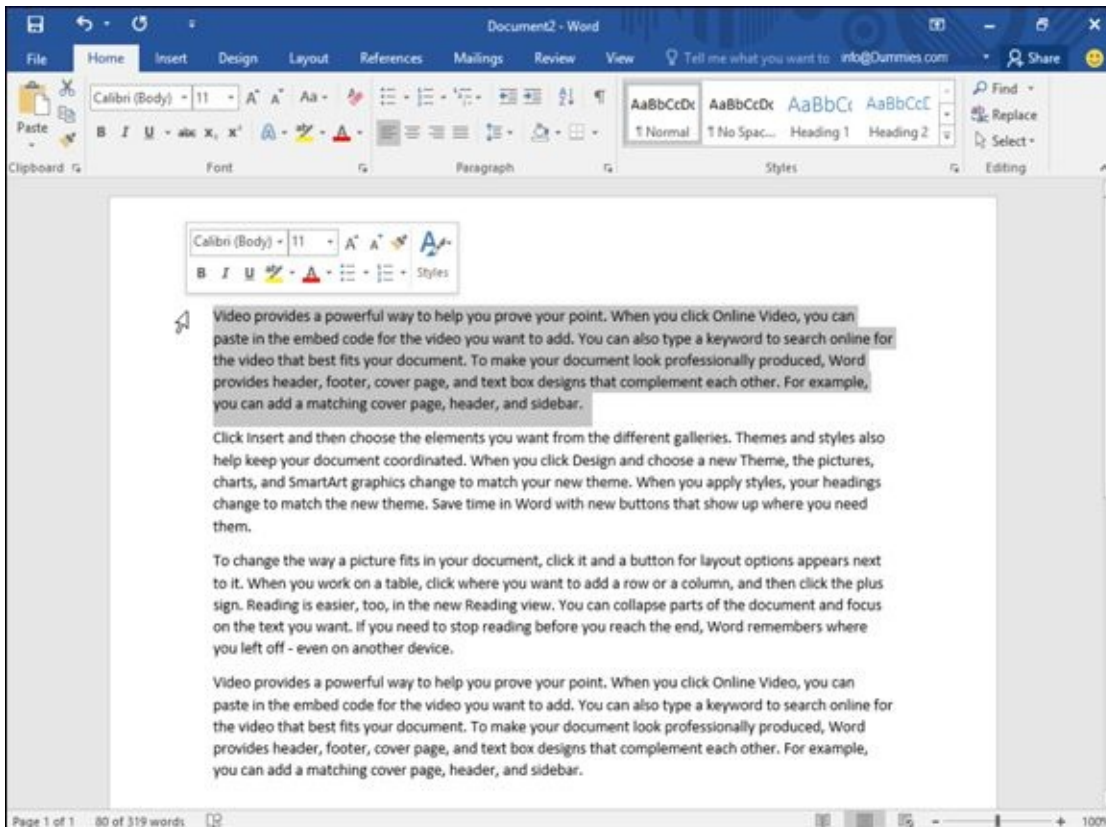 Document2 - Word
File Home Insert Design Layout References Mailings Review View Tell me what you want to info@Dummies.com Share
Calibri (Body) 11 Aa AaBbCcDc AaBbCcDc AaBbCc AaBbCcE Find
Paste B I U abc x₂ x² A ab A ¶ Normal ¶ No Spac... Heading 1 Heading 2 Replace
Select
Clipboard Font Paragraph Styles Editing
Calibri (Body) 11 A A A
B I U ab A Styles
Video provides a powerful way to help you prove your point. When you click Online Video, you can
paste in the embed code for the video you want to add. You can also type a keyword to search online for
the video that best fits your document. To make your document look professionally produced, Word
provides header, footer, cover page, and text box designs that complement each other. For example,
you can add a matching cover page, header, and sidebar.
Click Insert and then choose the elements you want from the different galleries. Themes and styles also
help keep your document coordinated. When you click Design and choose a new Theme, the pictures,
charts, and SmartArt graphics change to match your new theme. When you apply styles, your headings
change to match the new theme. Save time in Word with new buttons that show up where you need
them.
To change the way a picture fits in your document, click it and a button for layout options appears next
to it. When you work on a table, click where you want to add a row or a column, and then click the plus
sign. Reading is easier, too, in the new Reading view. You can collapse parts of the document and focus
on the text you want. If you need to stop reading before you reach the end, Word remembers where
you left off - even on another device.
Video provides a powerful way to help you prove your point. When you click Online Video, you can
paste in the embed code for the video you want to add. You can also type a keyword to search online for
the video that best fits your document. To make your document look professionally produced, Word
provides header, footer, cover page, and text box designs that complement each other. For example,
you can add a matching cover page, header, and sidebar.
Page 1 of 1 80 of 319 words 100%